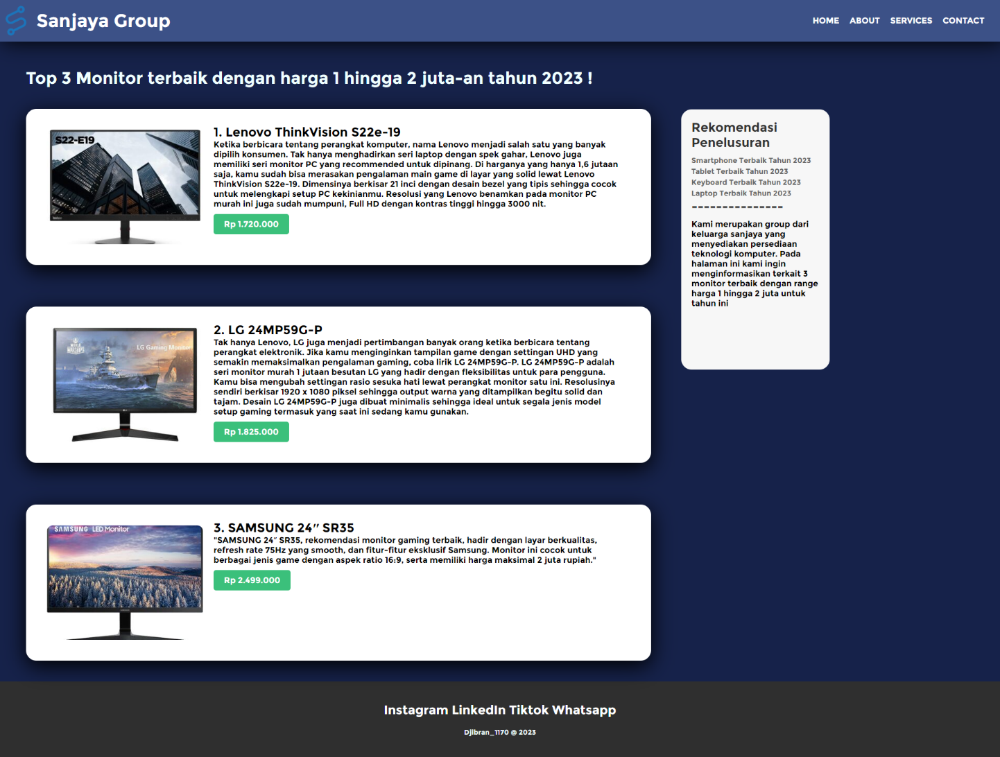 Sanjaya Group
HOME ABOUT SERVICES CONTACT
Top 3 Monitor terbaik dengan harga 1 hingga 2 juta-an tahun 2023 !
S22-E19
1. Lenovo ThinkVision S22e-19
Ketika berbicara tentang perangkat komputer, nama Lenovo menjadi salah satu yang banyak
dipilih konsumen. Tak hanya menghadirkan seri laptop dengan spek gahar, Lenovo juga
memiliki seri monitor PC yang recommended untuk dipinang. Di harganya yang hanya 1,6 jutaan
saja, kamu sudah bisa merasakan pengalaman main game di layar yang solid lewat Lenovo
ThinkVision S22e-19. Dimensinya berkisar 21 inci dengan desain bezel yang tipis sehingga cocok
untuk melengkapi setup PC kekinianmu. Resolusi yang Lenovo benamkan pada monitor PC
murah ini juga sudah mumpuni, Full HD dengan kontras tinggi hingga 3000 nit.
Rp 1.720.000
WORLD
WARSHIPS
LG Gaming Monitor
2. LG 24MP59G-P
Tak hanya Lenovo, LG juga menjadi pertimbangan banyak orang ketika berbicara tentang
perangkat elektronik. Jika kamu menginginkan tampilan game dengan settingan UHD yang
semakin memaksimalkan pengalaman gaming, coba lirik LG 24MP59G-P. LG 24MP59G-P adalah
seri monitor murah 1 jutaan besutan LG yang hadir dengan fleksibilitas untuk para pengguna.
Kamu bisa mengubah settingan rasio sesuka hati lewat perangkat monitor satu ini. Resolusinya
sendiri berkisar 1920 x 1080 piksel sehingga output warna yang ditampilkan begitu solid dan
tajam. Desain LG 24MP59G-P juga dibuat minimalis sehingga ideal untuk segala jenis model
setup gaming termasuk yang saat ini sedang kamu gunakan.
Rp 1.825.000
SAMSUNG LED Monitor
3. SAMSUNG 24″ SR35
"SAMSUNG 24″ SR35, rekomendasi monitor gaming terbaik, hadir dengan layar berkualitas,
refresh rate 75Hz yang smooth, dan fitur-fitur eksklusif Samsung. Monitor ini cocok untuk
berbagai jenis game dengan aspek ratio 16:9, serta memiliki harga maksimal 2 juta rupiah."
Rp 2.499.000
Rekomendasi
Penelusuran
Smartphone Terbaik Tahun 2023
Tablet Terbaik Tahun 2023
Keyboard Terbaik Tahun 2023
Laptop Terbaik Tahun 2023
---------------
Kami merupakan group dari
keluarga sanjaya yang
menyediakan persediaan
teknologi komputer. Pada
halaman ini kami ingin
menginformasikan terkait 3
monitor terbaik dengan range
harga 1 hingga 2 juta untuk
tahun ini
Instagram LinkedIn Tiktok Whatsapp
Djibran_1170 @ 2023